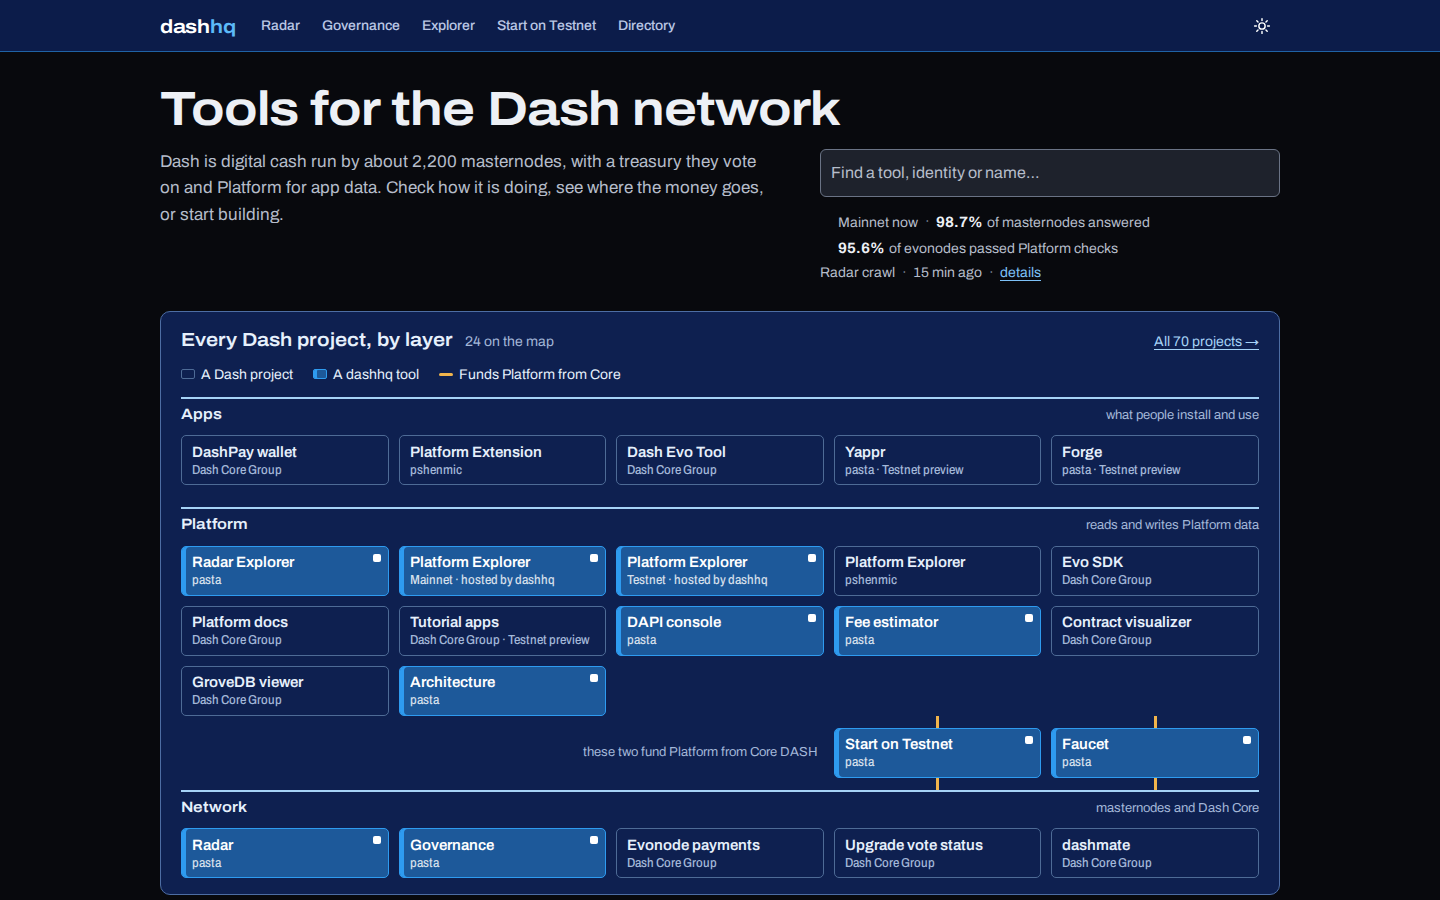 dashhq Radar Governance Explorer Start on Testnet Directory
Tools for the Dash network
Dash is digital cash run by about 2,200 masternodes, with a treasury they vote
on and Platform for app data. Check how it is doing, see where the money goes,
or start building.
Find a tool, identity or name...
Mainnet now · 98.7% of masternodes answered
95.6% of evonodes passed Platform checks
Radar crawl · 15 min ago · details
Every Dash project, by layer 24 on the map All 70 projects →
A Dash project A dashhq tool Funds Platform from Core
Apps what people install and use
DashPay wallet
Dash Core Group
Platform Extension
pshenmic
Dash Evo Tool
Dash Core Group
Yappr
pasta · Testnet preview
Forge
pasta · Testnet preview
Platform reads and writes Platform data
Radar Explorer
pasta
Platform Explorer
Mainnet · hosted by dashhq
Platform Explorer
Testnet · hosted by dashhq
Platform Explorer
pshenmic
Evo SDK
Dash Core Group
Platform docs
Dash Core Group
Tutorial apps
Dash Core Group · Testnet preview
DAPI console
pasta
Fee estimator
pasta
Contract visualizer
Dash Core Group
GroveDB viewer
Dash Core Group
Architecture
pasta
these two fund Platform from Core DASH
Start on Testnet
pasta
Faucet
pasta
Network masternodes and Dash Core
Radar
pasta
Governance
pasta
Evonode payments
Dash Core Group
Upgrade vote status
Dash Core Group
dashmate
Dash Core Group